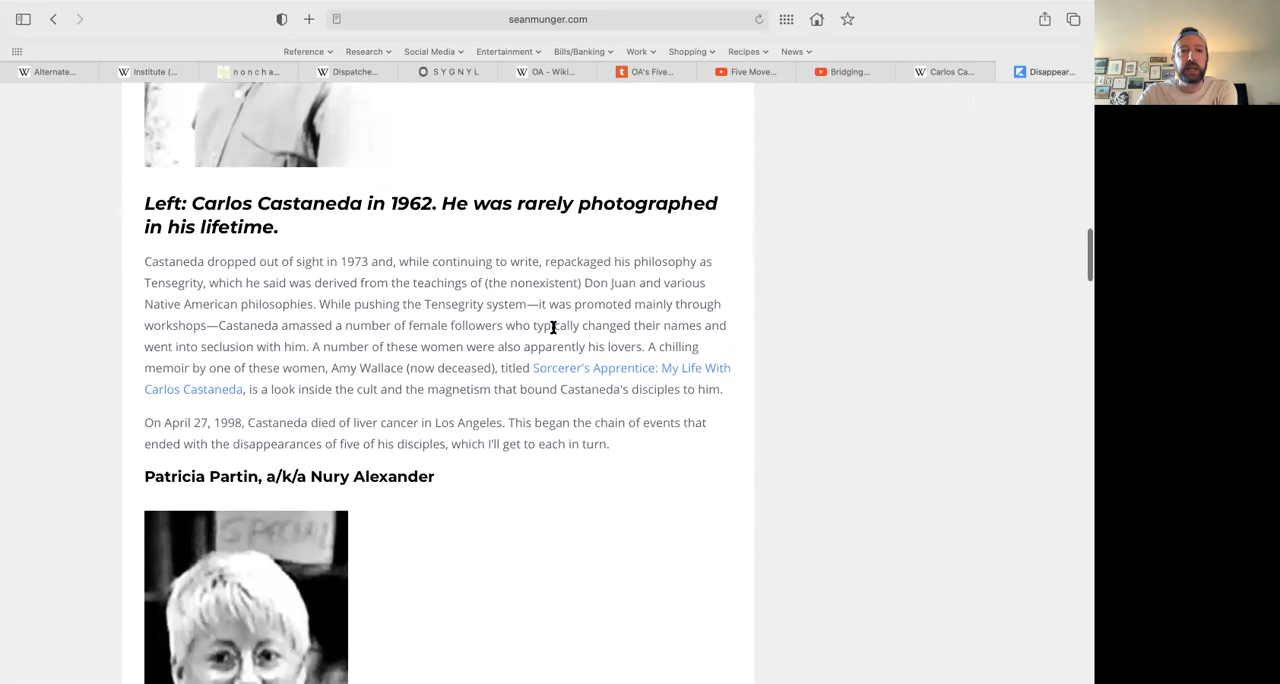 seanmunger.com
Reference Research Social Media Entertainment Bills/Banking Work Shopping Recipes News
Alternate... Institute (... n o n c h a... Dispatche... S Y G N Y L OA - Wiki... OA's Five... Five Move... Bridging... Carlos Ca... Disappear...
Left: Carlos Castaneda in 1962. He was rarely photographed
in his lifetime.
Castaneda dropped out of sight in 1973 and, while continuing to write, repackaged his philosophy as
Tensegrity, which he said was derived from the teachings of (the nonexistent) Don Juan and various
Native American philosophies. While pushing the Tensegrity system—it was promoted mainly through
workshops—Castaneda amassed a number of female followers who typically changed their names and
went into seclusion with him. A number of these women were also apparently his lovers. A chilling
memoir by one of these women, Amy Wallace (now deceased), titled Sorcerer's Apprentice: My Life With
Carlos Castaneda, is a look inside the cult and the magnetism that bound Castaneda's disciples to him.
On April 27, 1998, Castaneda died of liver cancer in Los Angeles. This began the chain of events that
ended with the disappearances of five of his disciples, which I'll get to each in turn.
Patricia Partin, a/k/a Nury Alexander
SPECIAL